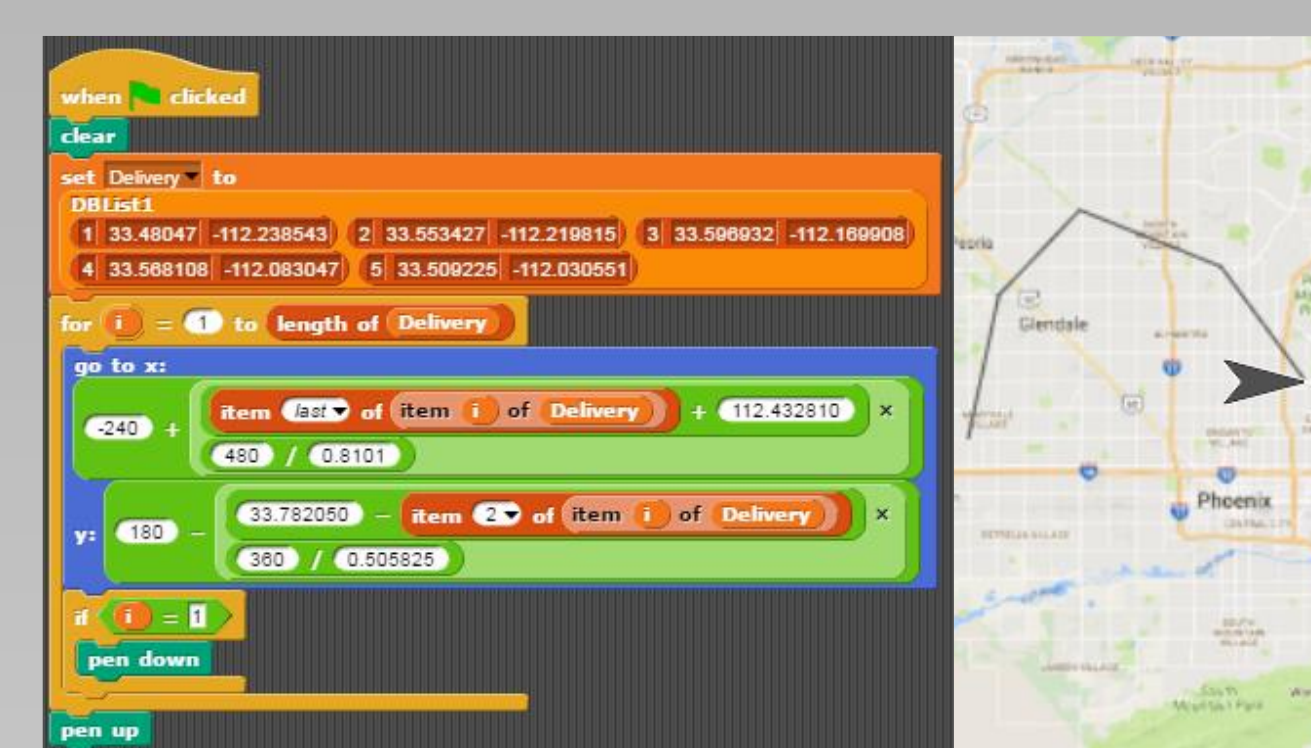 when clicked
clear
set Delivery to
DBList1
1 33.48047 -112.238543 2 33.553427 -112.219815 3 33.596932 -112.169908
4 33.568108 -112.083047 5 33.509225 -112.030551
for i = 1 to length of Delivery
go to x:
-240 + item last of item i of Delivery + 112.432810 ×
480 / 0.8101
y: 180 - 33.782050 - item 2 of item i of Delivery ×
360 / 0.505825
if i = 1
pen down
pen up
Peoria
Glendale
Phoenix